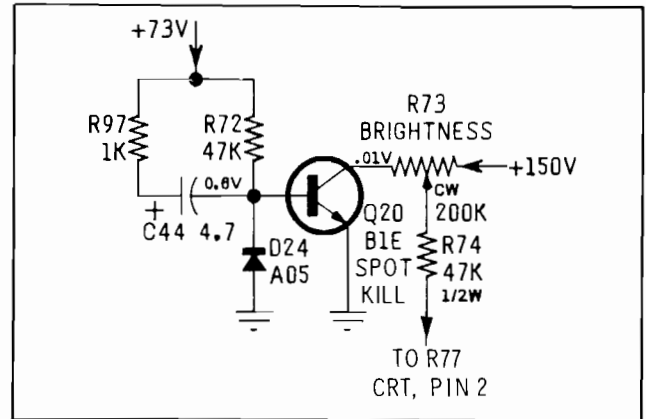 +73V
R97
1K
R72
47K
+
C44 4.7
0.6V
D24
A05
Q20
B1E
SPOT
KILL
.01V
R73
BRIGHTNESS
+150V
CW
200K
R74
47K
1/2W
TO R77
CRT, PIN 2